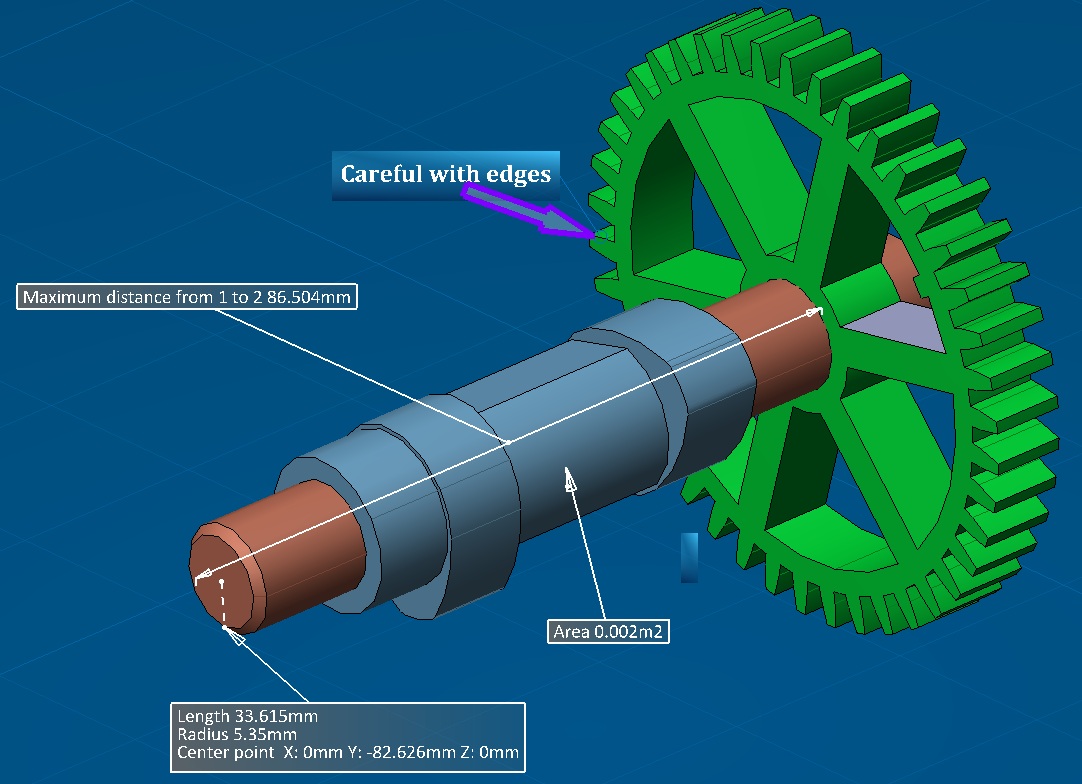 Careful with edges
Maximum distance from 1 to 2 86.504mm
Area 0.002m2
Length 33.615mm
Radius 5.35mm
Center point  X: 0mm Y: -82.626mm Z: 0mm